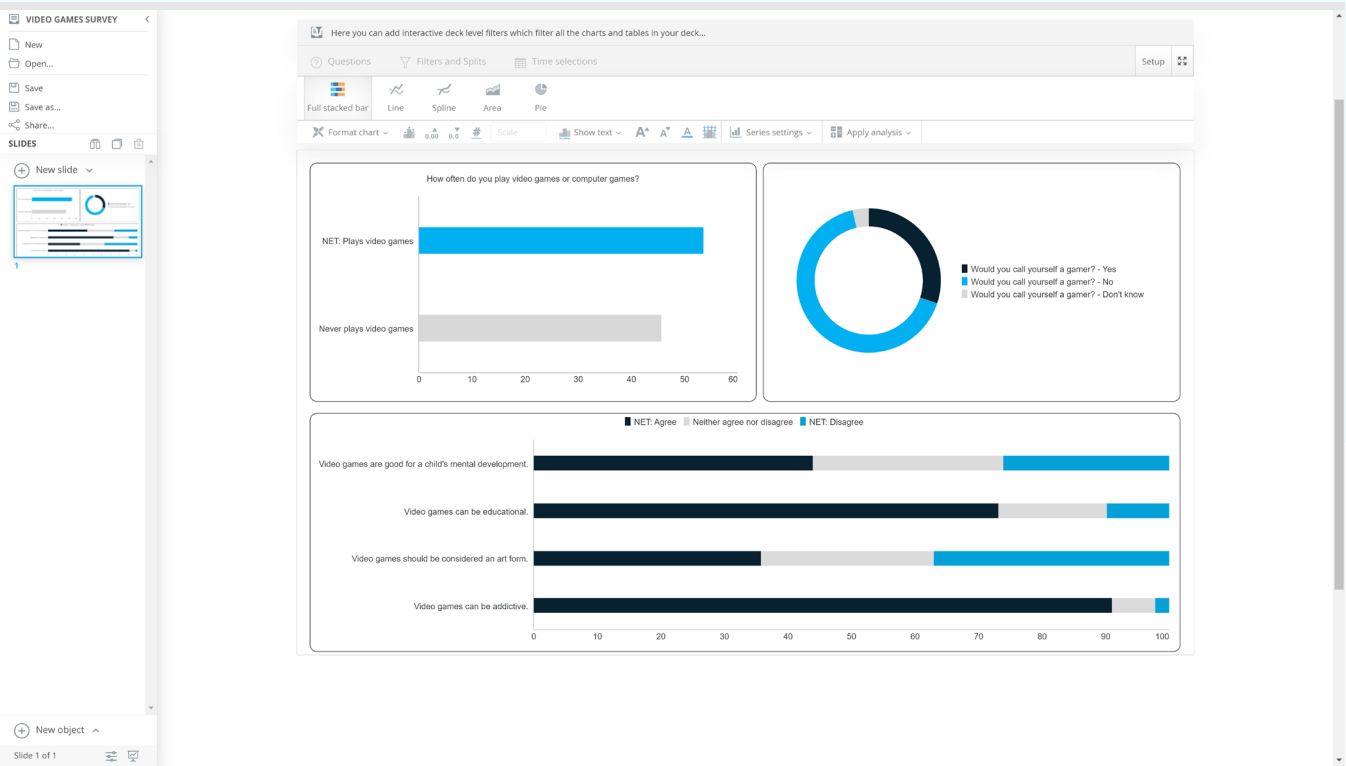 VIDEO GAMES SURVEY
New
Open...
Save
Save as...
Share...
SLIDES
New slide
1
New object
Slide 1 of 1
Here you can add interactive deck level filters which filter all the charts and tables in your deck...
Questions
Filters and Splits
Time selections
Setup
Full stacked bar
Line
Spline
Area
Pie
Format chart
0.00
0.0
#
Scale
Show text
A
A
A
Series settings
Apply analysis
How often do you play video games or computer games?
NET: Plays video games
Never plays video games
0 10 20 30 40 50 60
Would you call yourself a gamer? - Yes
Would you call yourself a gamer? - No
Would you call yourself a gamer? - Don't know
NET: Agree Neither agree nor disagree NET: Disagree
Video games are good for a child's mental development.
Video games can be educational.
Video games should be considered an art form.
Video games can be addictive.
0 10 20 30 40 50 60 70 80 90 100